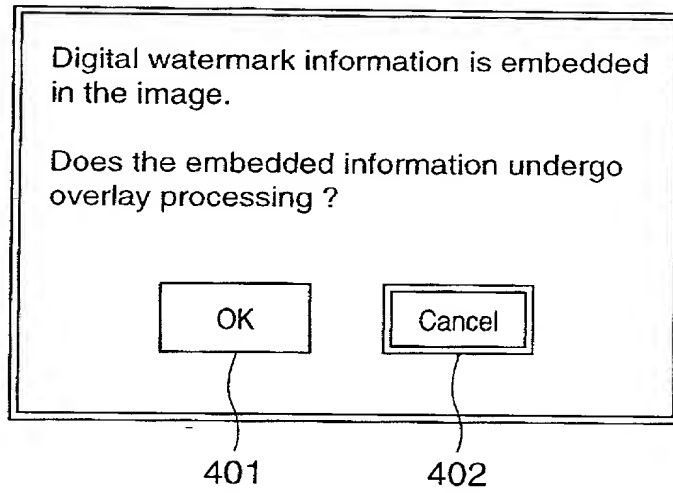 Digital watermark information is embedded
in the image.
Does the embedded information undergo
overlay processing ?
OK
Cancel
401
402